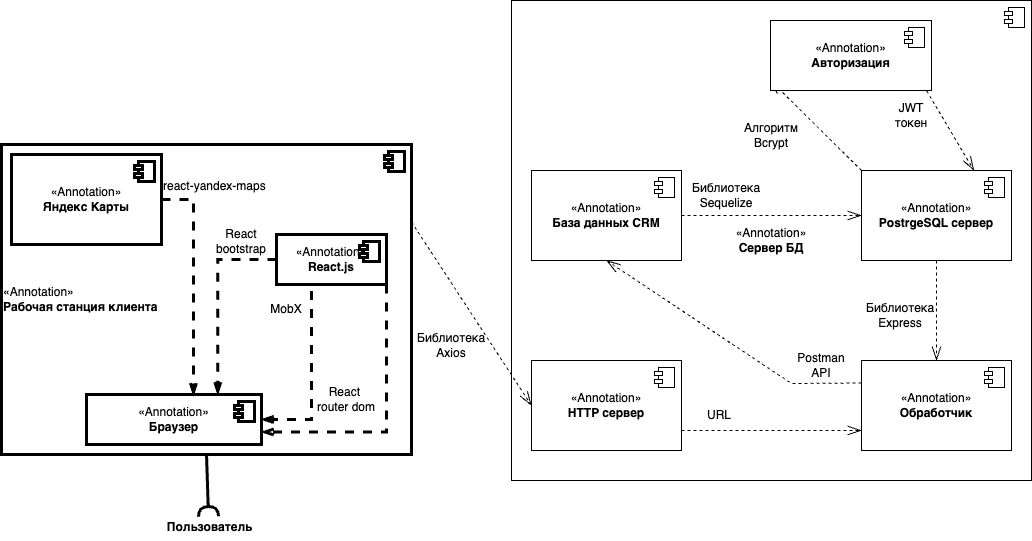 «Annotation»
Яндекс Карты
react-yandex-maps
React
bootstrap
«Annotation»
React.js
«Annotation»
Рабочая станция клиента
MobX
React
router dom
«Annotation»
Браузер
Пользователь
Библиотека
Axios
«Annotation»
Авторизация
Алгоритм
Bcrypt
JWT
токен
«Annotation»
База данных CRM
Библиотека
Sequelize
«Annotation»
Сервер БД
«Annotation»
PostrgeSQL сервер
Библиотека
Express
Postman
API
«Annotation»
HTTP сервер
URL
«Annotation»
Обработчик